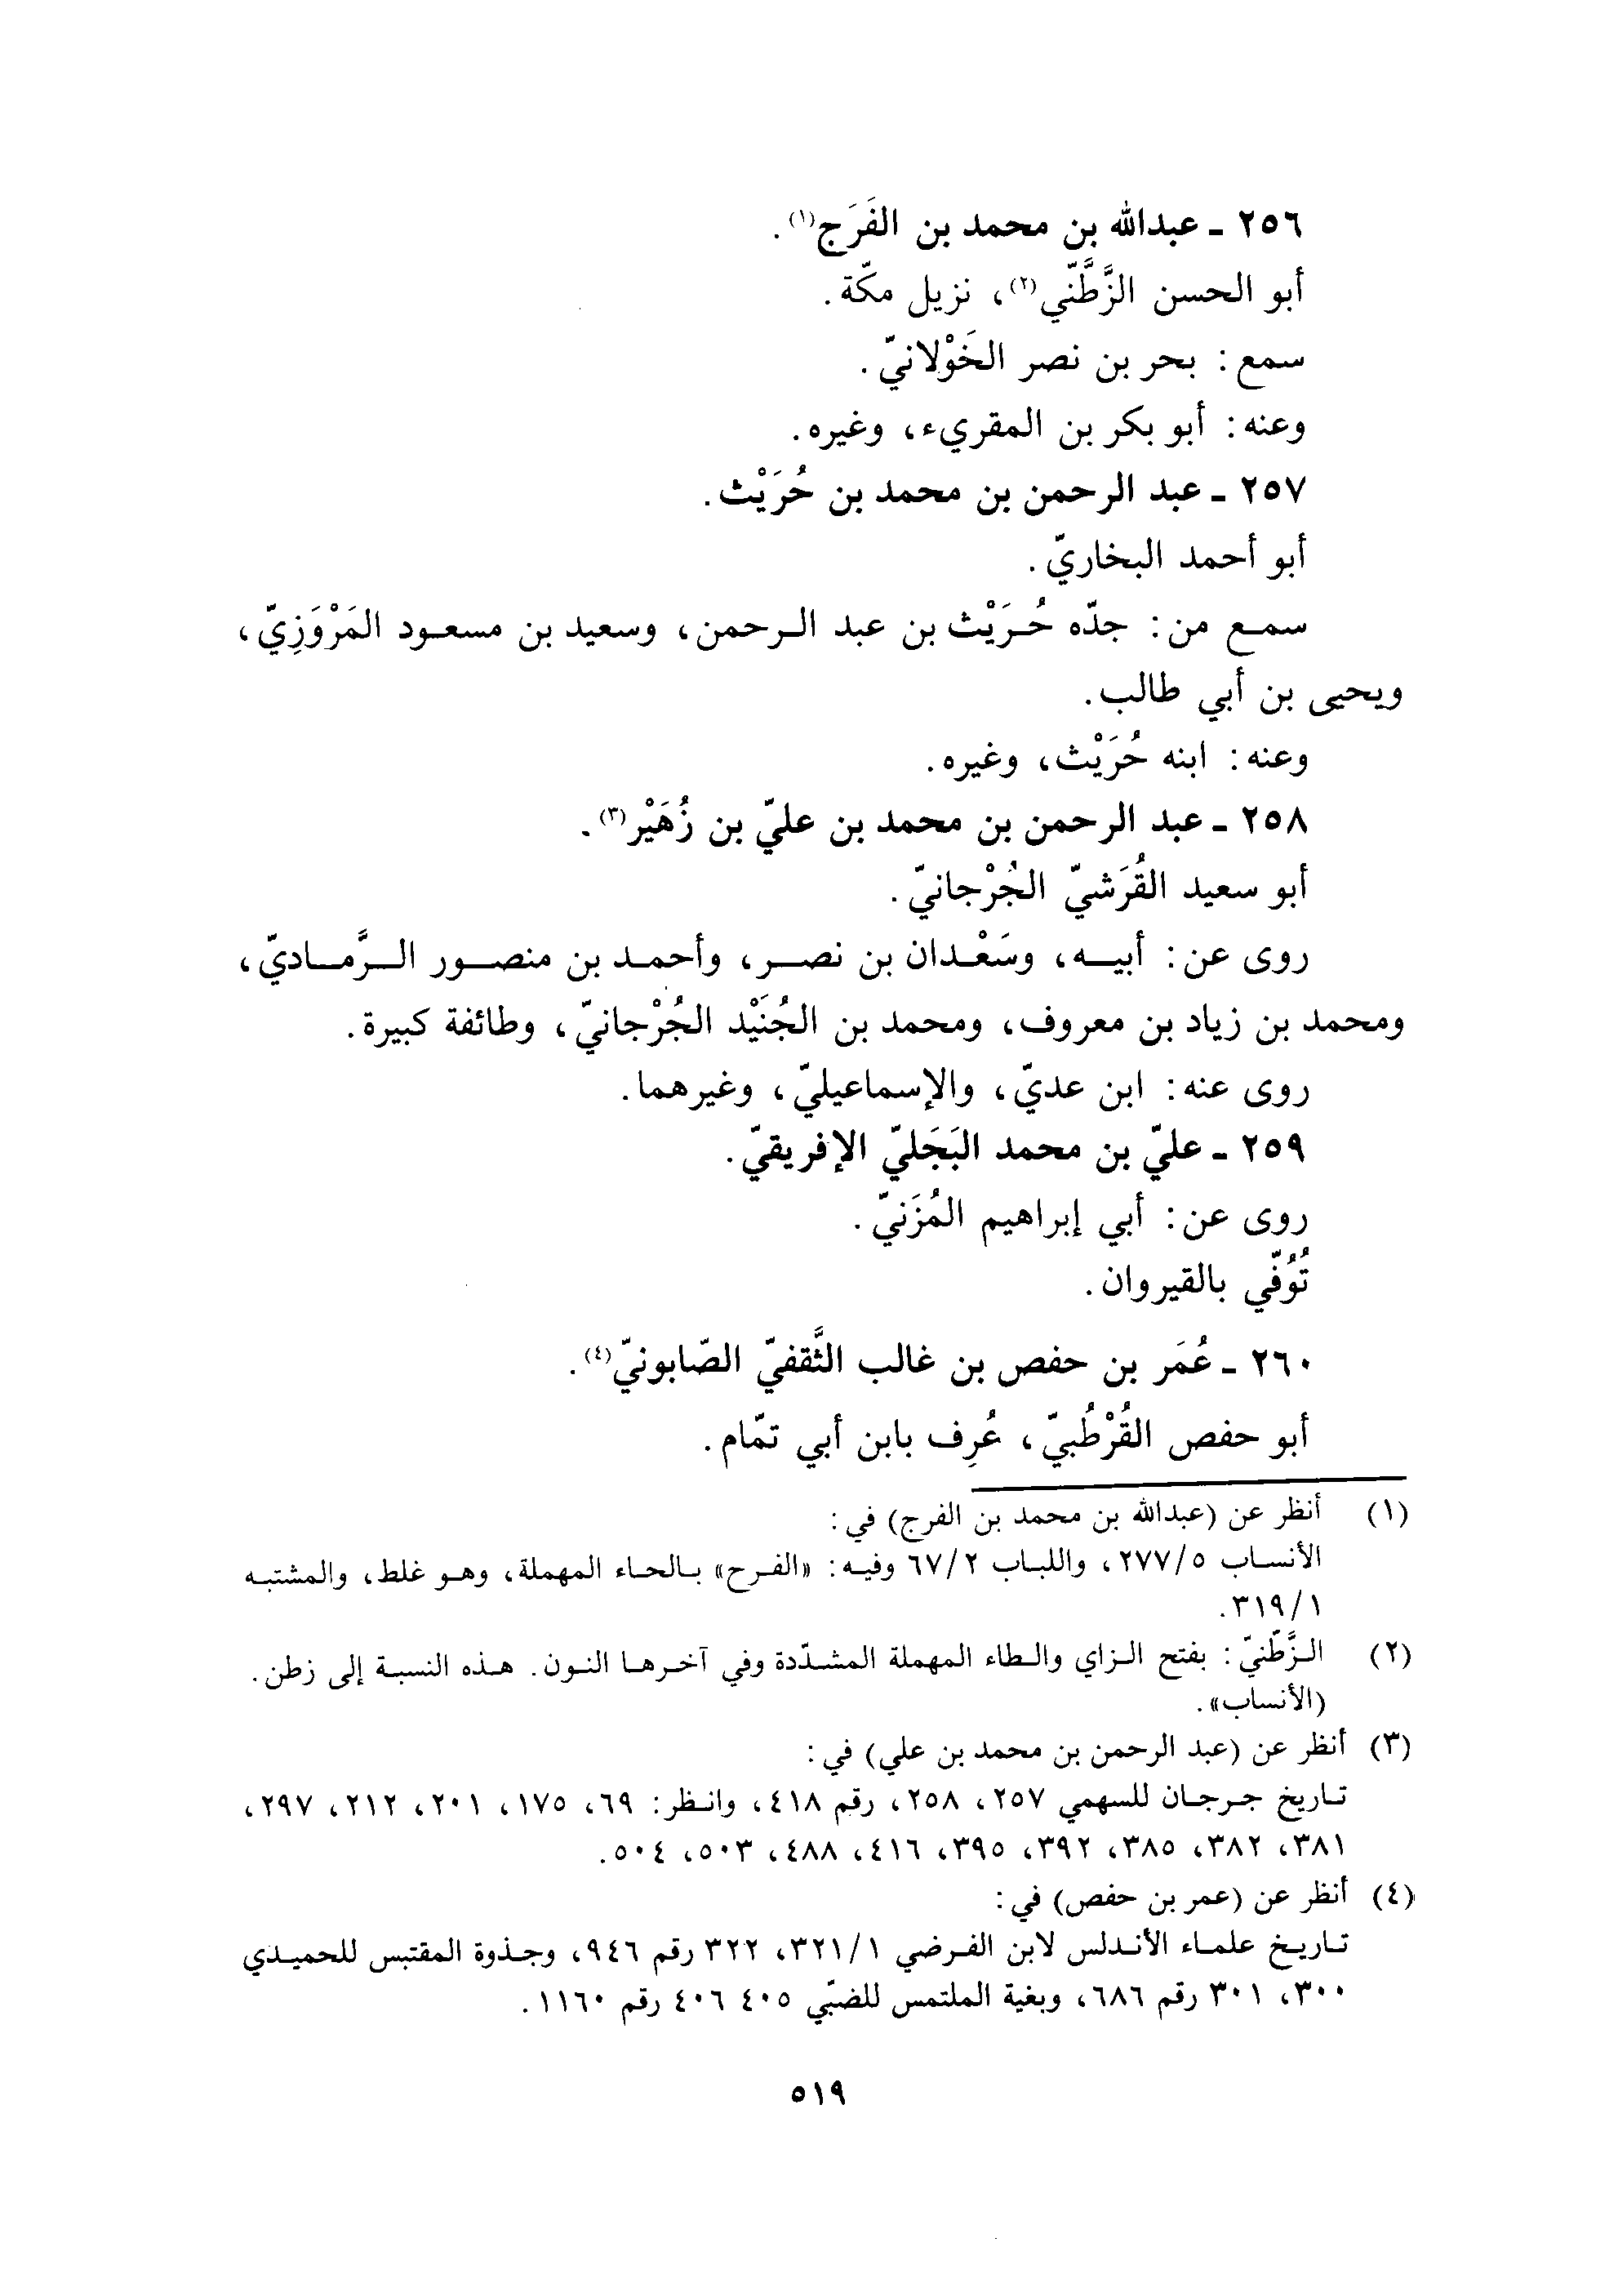 ٢٥٦ ـ عبدالله بن محمد بن الفَرَج(١).
أبو الحسن الزَّطَّنّي(٢)، نزيل مكّة.
سمع: بحر بن نصر الخَوْلانيّ.
وعنه: أبو بكر بن المقريء، وغيره.
٢٥٧ ـ عبد الرحمن بن محمد بن حُرَيْث.
أبو أحمد البخاريّ.
سمع من: جدّه حُرَيْث بن عبد الرحمن، وسعيد بن مسعود المَرْوَزِيّ،
ويحيى بن أبي طالب.
وعنه: ابنه حُرَيْث، وغيره.
٢٥٨ ـ عبد الرحمن بن محمد بن عليّ بن زُهَيْر(٣).
أبو سعيد القُرَشيّ الجُرْجانيّ.
روى عن: أبيه، وسَعْدان بن نصر، وأحمد بن منصور الرَّماديّ،
ومحمد بن زياد بن معروف، ومحمد بن الجُنَيْد الجُرْجانيّ، وطائفة كبيرة.
روى عنه: ابن عديّ، والإسماعيليّ، وغيرهما.
٢٥٩ ـ عليّ بن محمد البَجَليّ الإفريقيّ.
روى عن: أبي إبراهيم المُزَنيّ.
تُوُفّي بالقيروان.
٢٦٠ ـ عُمَر بن حفص بن غالب الثَّقفيّ الصّابونيّ(٤).
أبو حفص القُرْطُبيّ، عُرِف بابن أبي تمّام.
(١) أنظر عن (عبدالله بن محمد بن الفرج) في:
الأنساب ٢٧٧/٥، واللباب ٦٧/٢ وفيه: «الفرح» بالحاء المهملة، وهو غلط، والمشتبه
٣١٩/١.
(٢) الزَّطّنيّ: بفتح الزاي والطاء المهملة المشدّدة وفي آخرها النون. هذه النسبة إلى زطن.
(الأنساب».
(٣) أنظر عن (عبد الرحمن بن محمد بن علي) في:
تاريخ جرجان للسهمي ٢٥٧، ٢٥٨، رقم ٤١٨، وانظر: ٦٩، ١٧٥، ٢٠١، ٢١٢، ٢٩٧،
٣٨١، ٣٨٢، ٣٨٥، ٣٩٢، ٣٩٥، ٤١٦، ٤٨٨، ٥٠٣، ٥٠٤.
(٤) أنظر عن (عمر بن حفص) في:
تاريخ علماء الأندلس لابن الفرضي ٣٢١/١، ٣٢٢ رقم ٩٤٦، وجذوة المقتبس للحميدي
٣٠٠، ٣٠١ رقم ٦٨٦، وبغية الملتمس للضبّي ٤٠٥ ٤٠٦ رقم ١١٦٠.
٥١٩